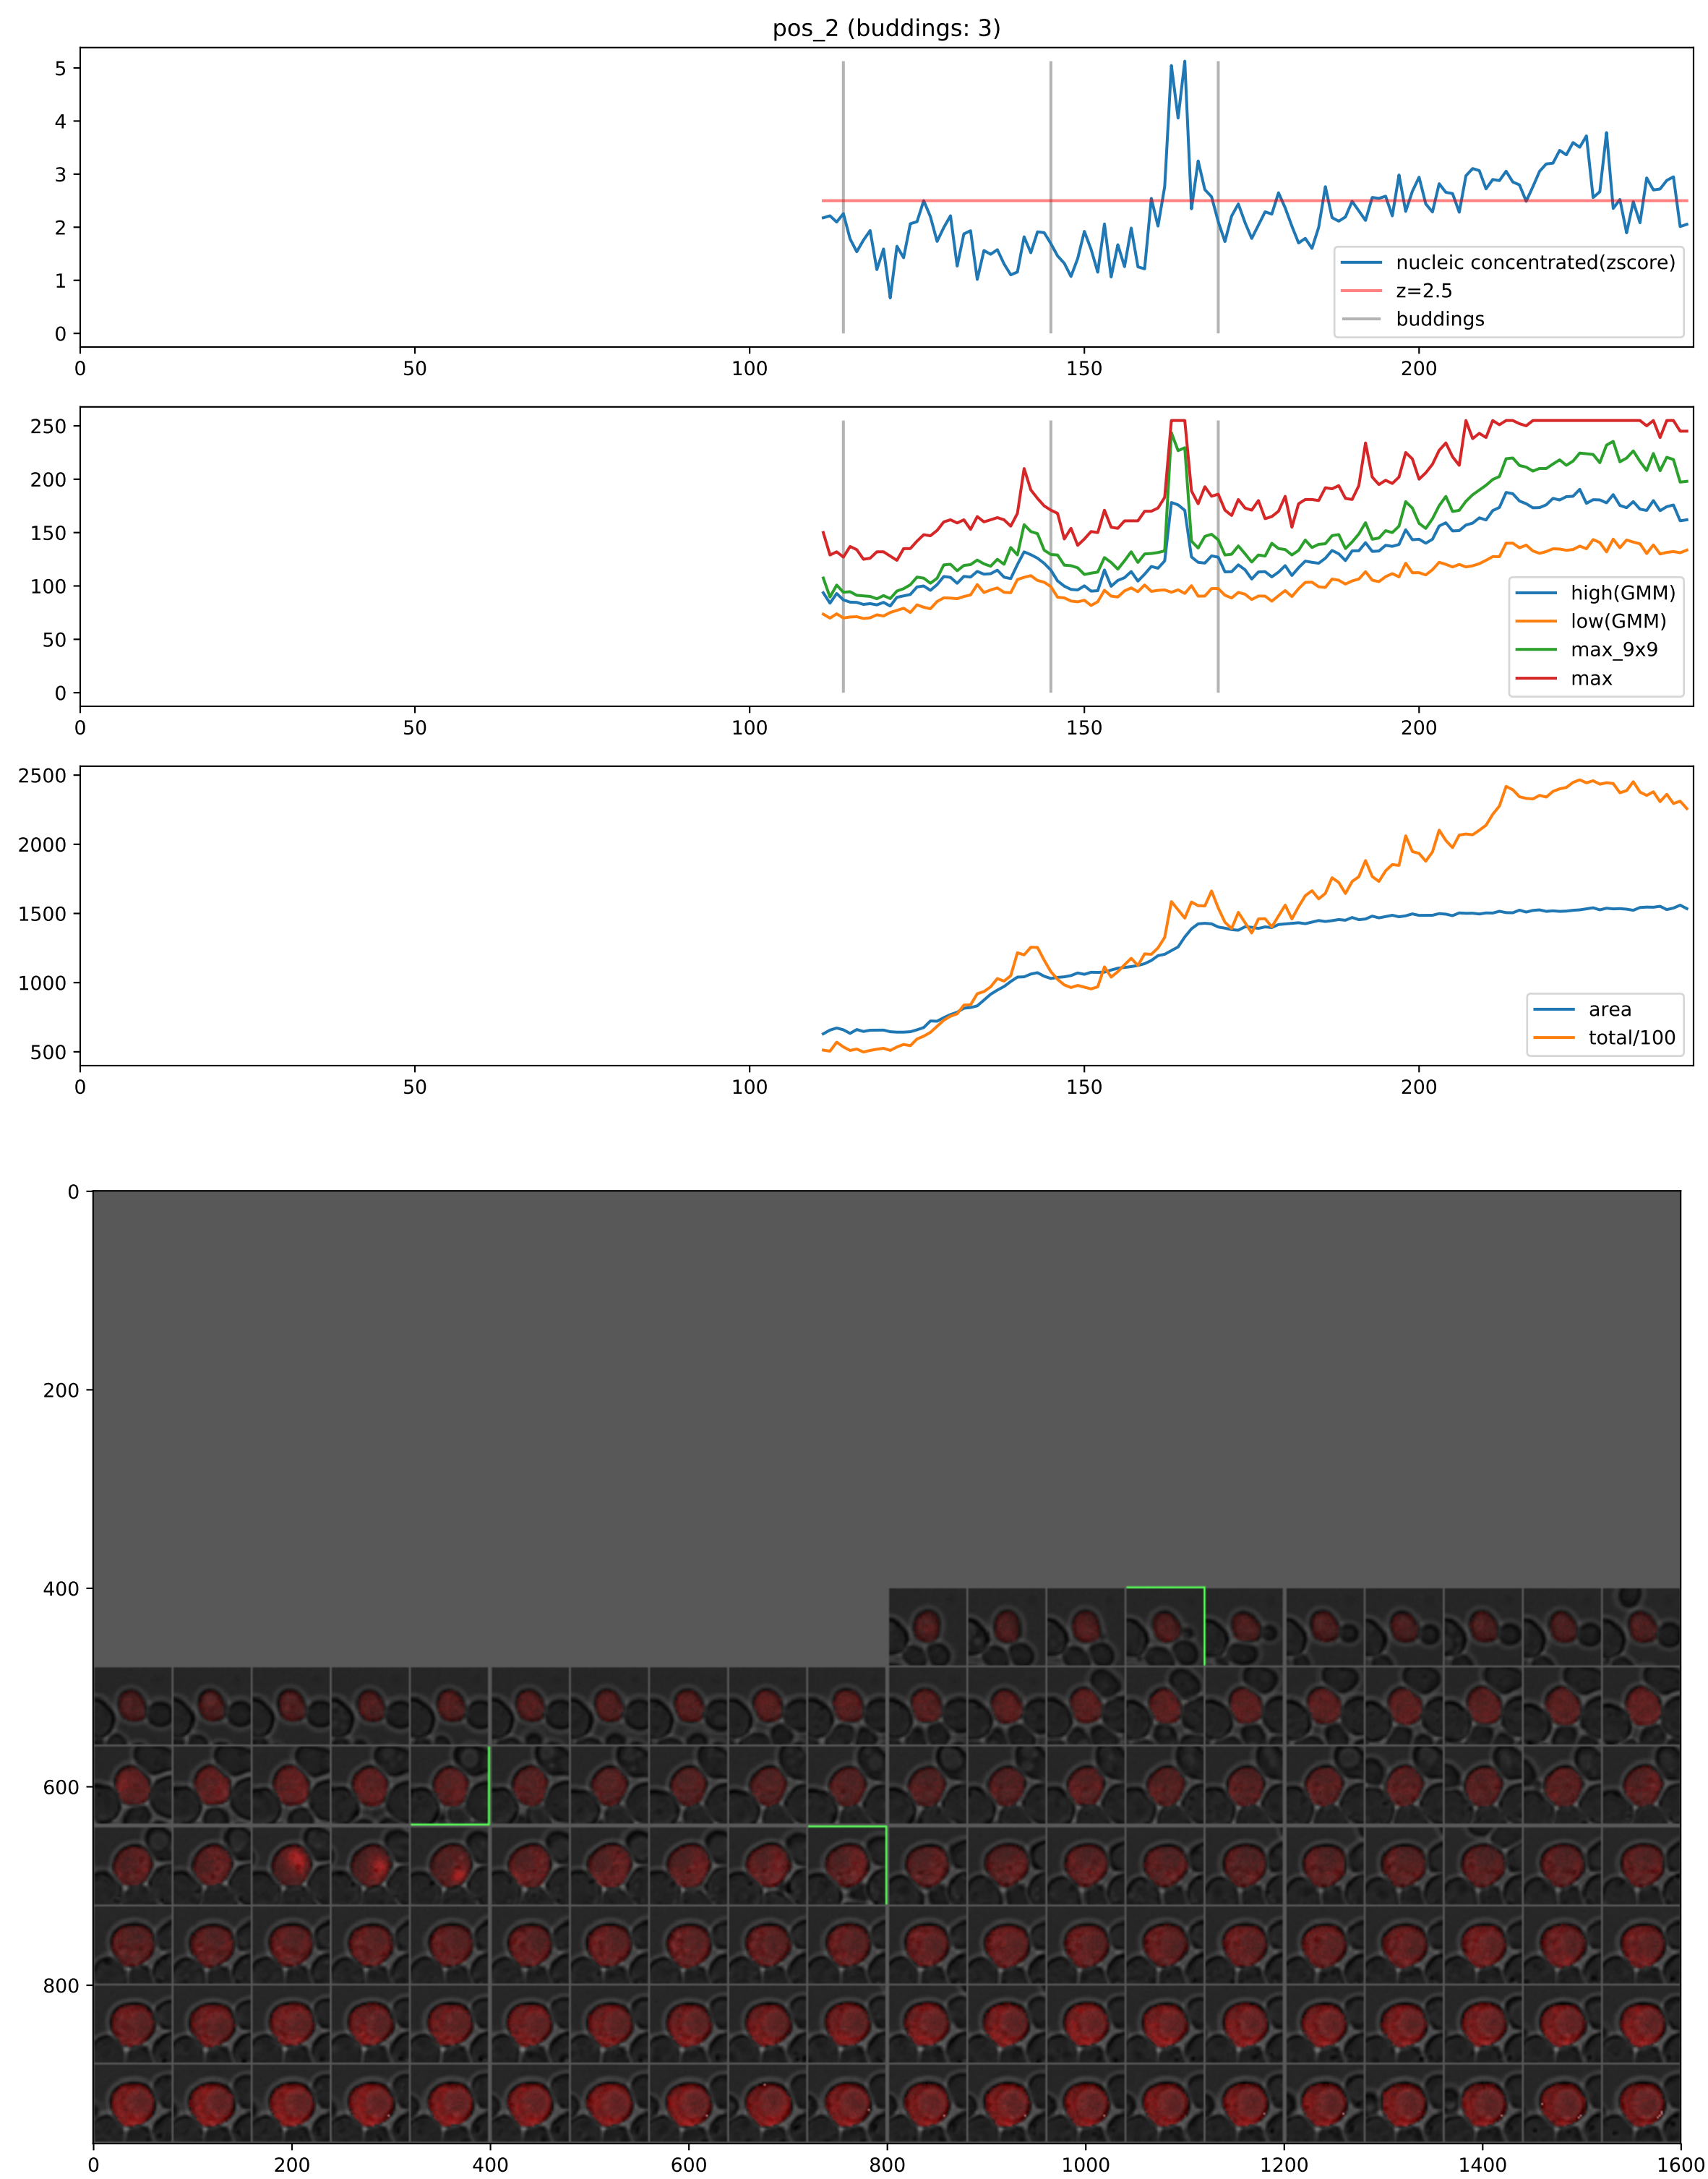 pos_2 (buddings: 3)
5
4
3
2
1
0
nucleic concentrated(zscore)
z=2.5
buddings
0 50 100 150 200
250
200
150
100
50
0
high(GMM)
low(GMM)
max_9x9
max
0 50 100 150 200
2500
2000
1500
1000
500
area
total/100
0 50 100 150 200
0
200
400
600
800
0 200 400 600 800 1000 1200 1400 1600